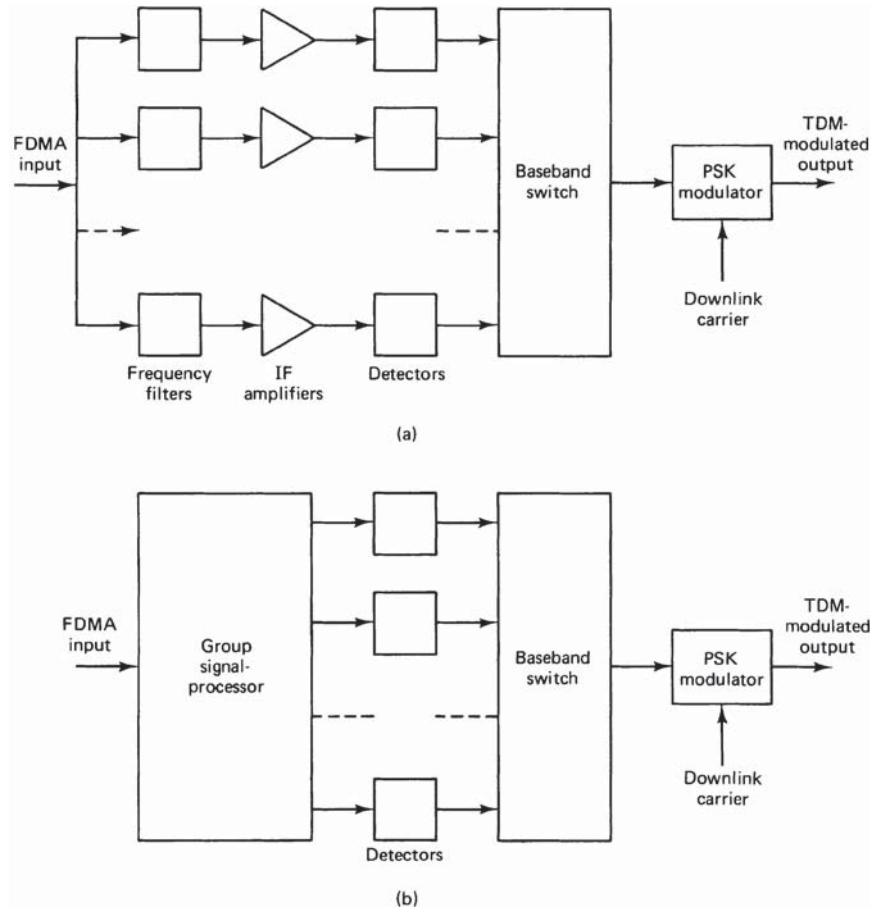 FDMA
input
Baseband
switch
PSK
modulator
TDM-
modulated
output
Downlink
carrier
Frequency
filters
IF
amplifiers
Detectors
(a)
FDMA
input
Group
signal-
processor
Detectors
Baseband
switch
PSK
modulator
TDM-
modulated
output
Downlink
carrier
(b)